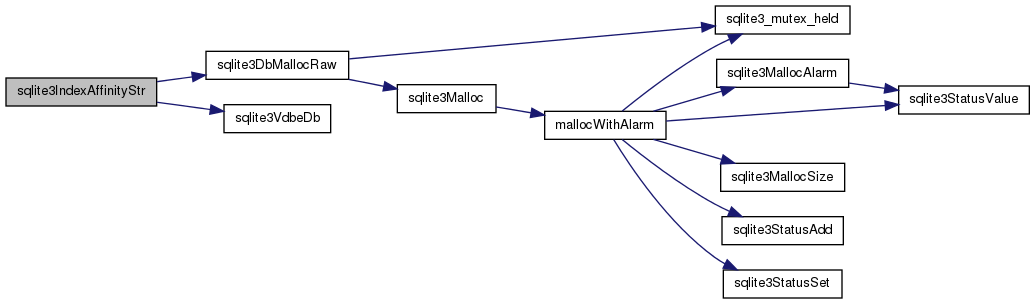 sqlite3IndexAffinityStr
sqlite3DbMallocRaw
sqlite3VdbeDb
sqlite3Malloc
mallocWithAlarm
sqlite3_mutex_held
sqlite3MallocAlarm
sqlite3StatusValue
sqlite3MallocSize
sqlite3StatusAdd
sqlite3StatusSet